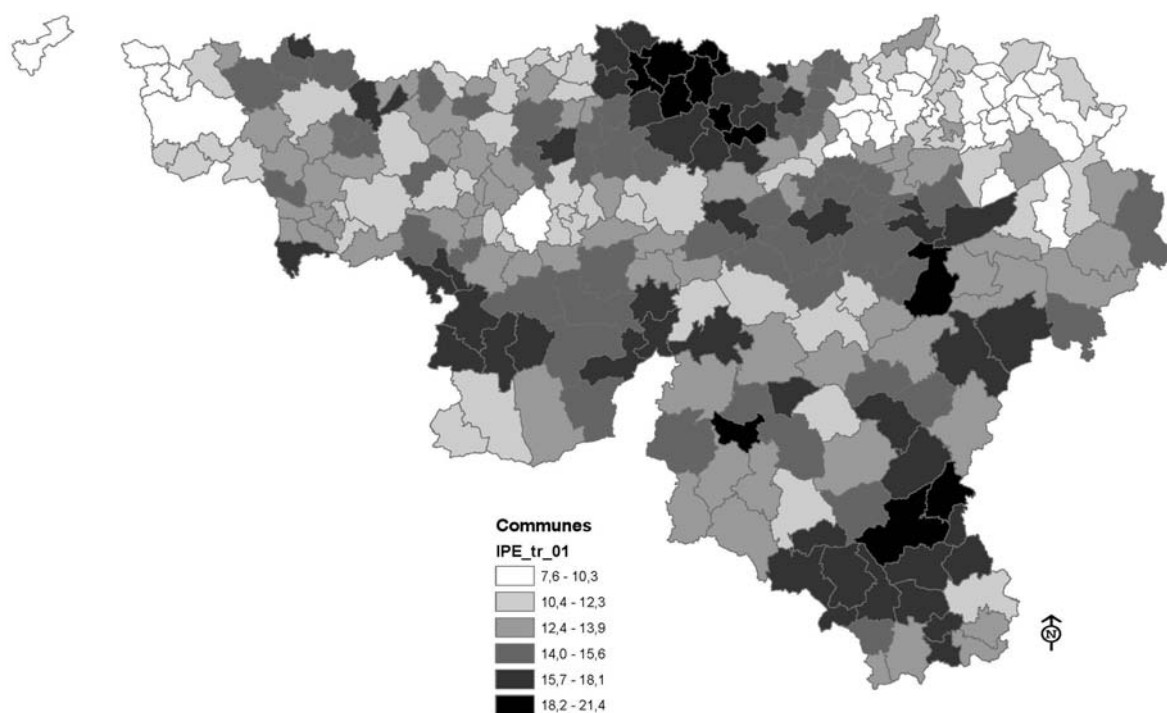 Communes
IPE_tr_01
7,6 - 10,3
10,4 - 12,3
12,4 - 13,9
14,0 - 15,6
15,7 - 18,1
18,2 - 21,4
N